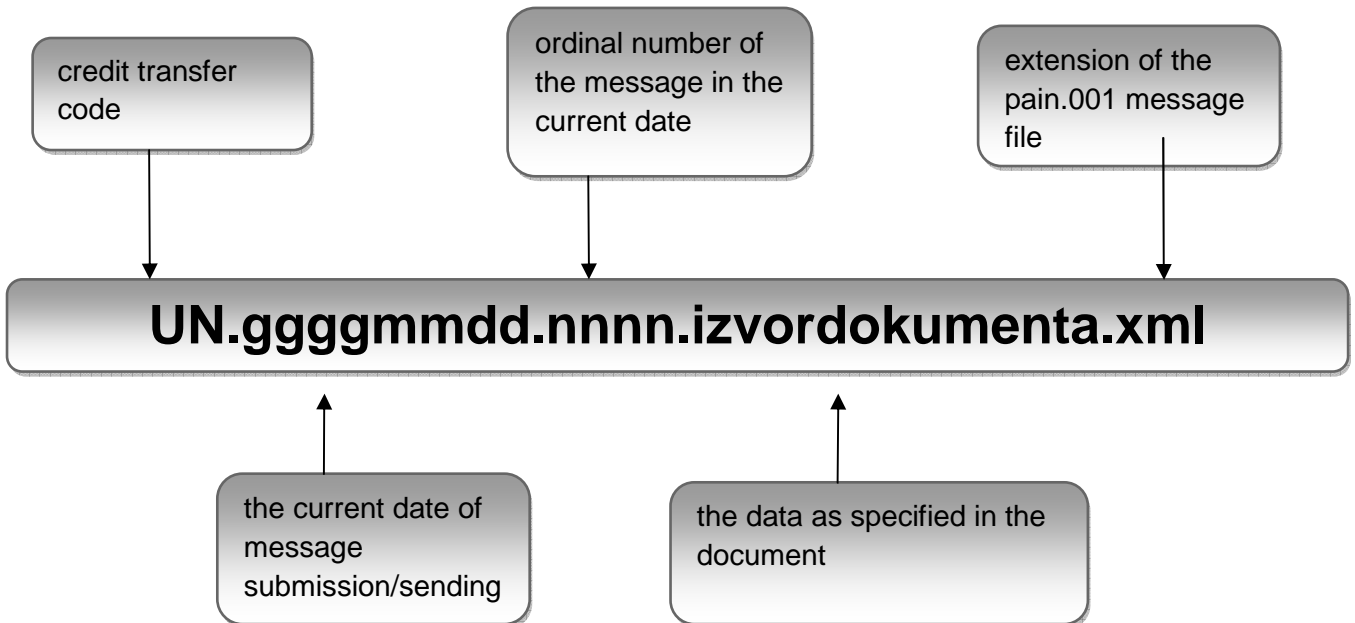 credit transfer
code
ordinal number of
the message in the
current date
extension of the
pain.001 message
file
UN.ggggmmdd.nnnn.izvordokumenta.xml
the current date of
message
submission/sending
the data as specified in the
document